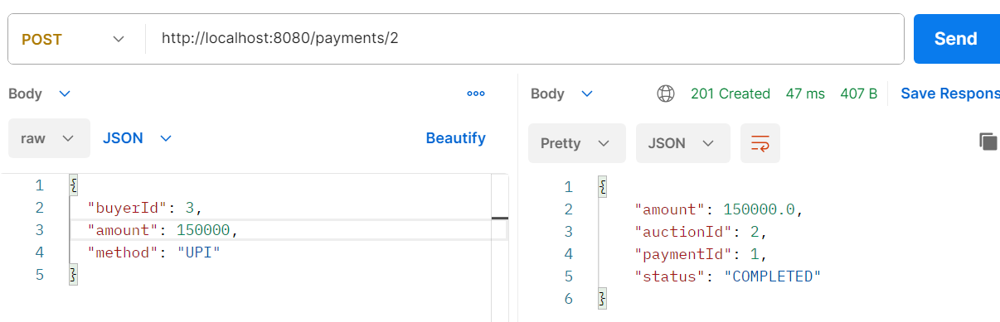 POST http://localhost:8080/payments/2 Send
Body
raw JSON Beautify
1 {
2 "buyerId": 3,
3 "amount": 150000,
4 "method": "UPI"
5 }
Body 201 Created 47 ms 407 B Save Respons
Pretty JSON
1 {
2 "amount": 150000.0,
3 "auctionId": 2,
4 "paymentId": 1,
5 "status": "COMPLETED"
6 }